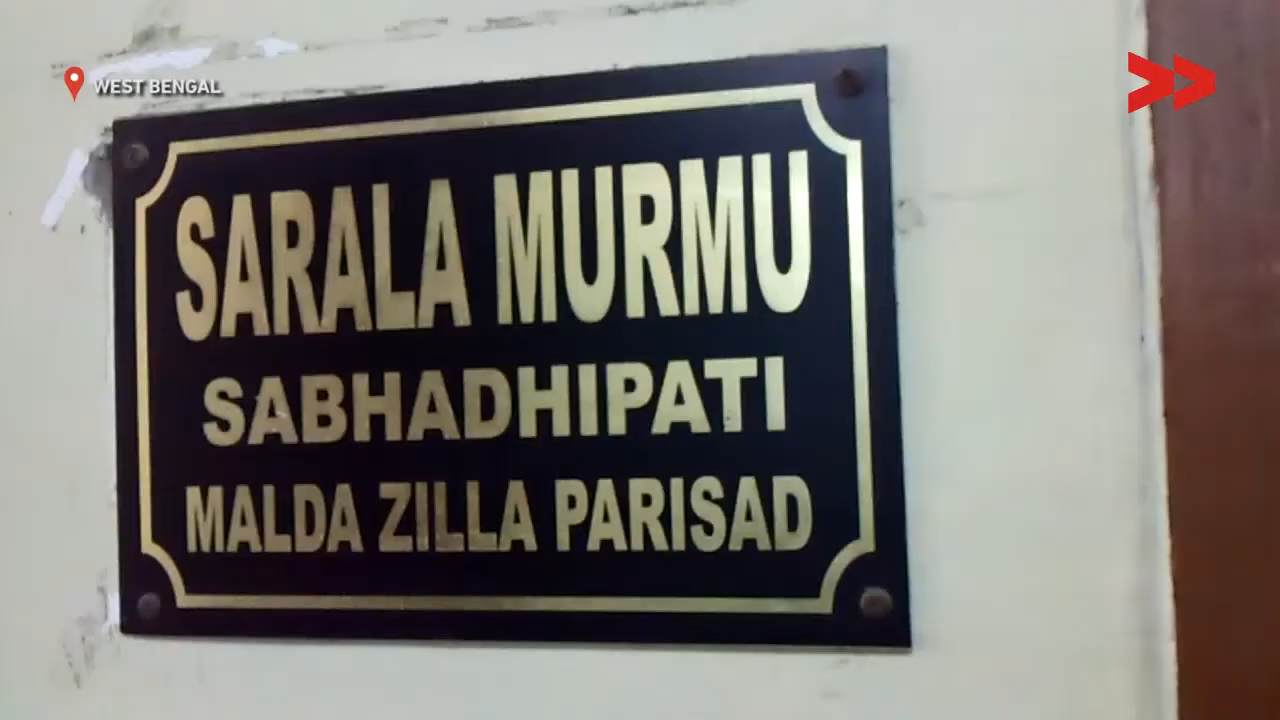 WEST BENGAL
SARALA MURMU
SABHADHIPATI
MALDA ZILLA PARISAD